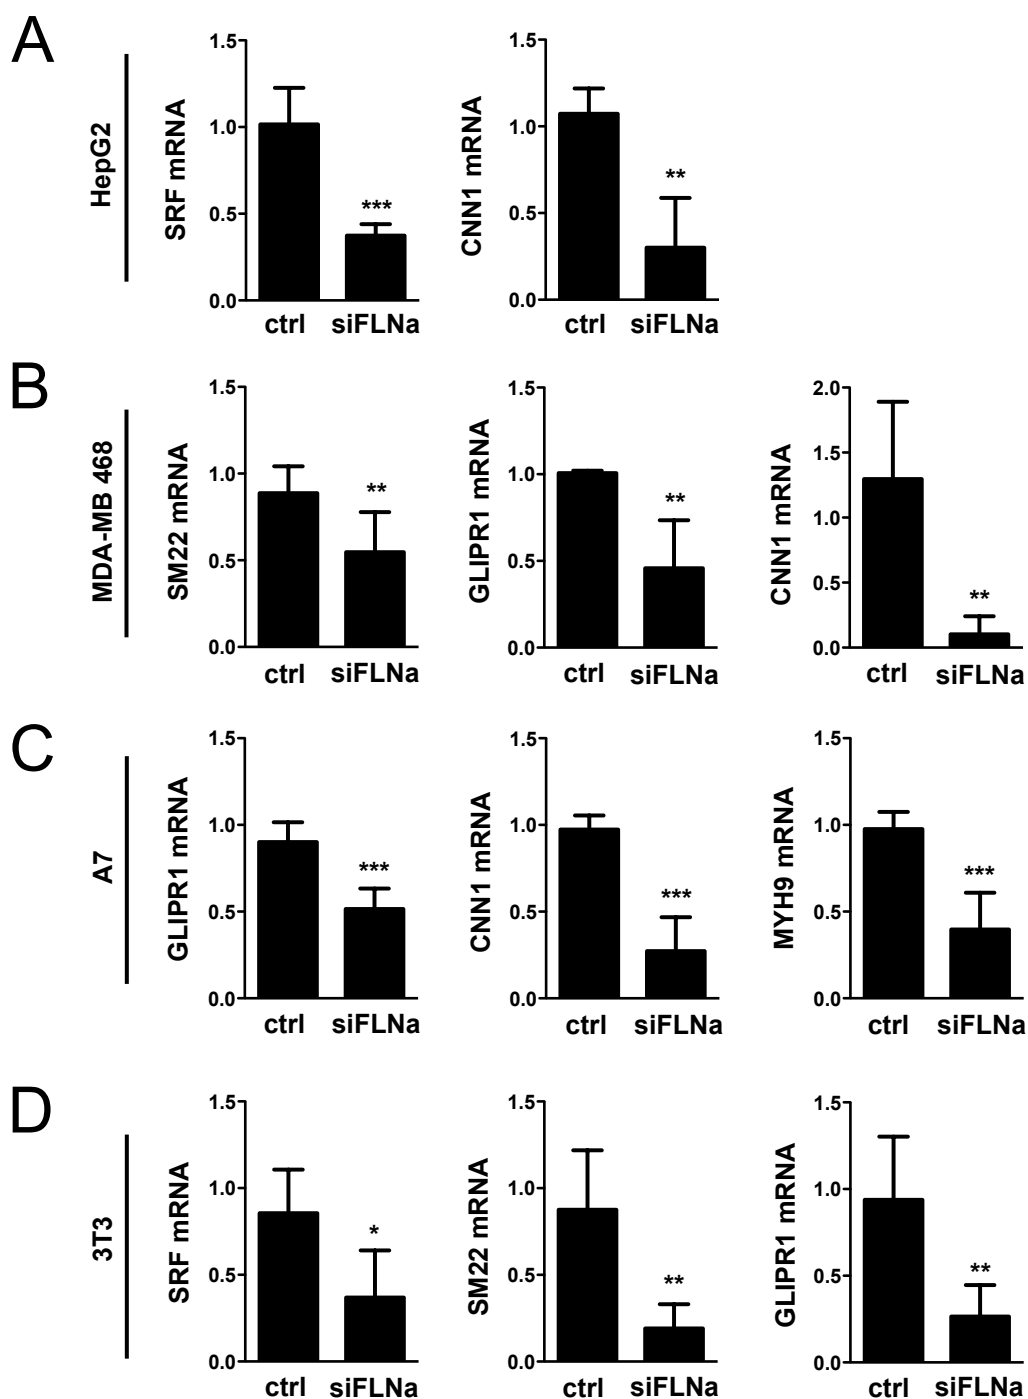 A
HepG2
SRF mRNA
1.5
1.0
0.5
0.0
***
ctrl siFLNa
CNN1 mRNA
1.5
1.0
0.5
0.0
**
ctrl siFLNa
B
MDA-MB 468
SM22 mRNA
1.5
1.0
0.5
0.0
**
ctrl siFLNa
GLIPR1 mRNA
1.5
1.0
0.5
0.0
**
ctrl siFLNa
CNN1 mRNA
2.0
1.5
1.0
0.5
0.0
**
ctrl siFLNa
C
A7
GLIPR1 mRNA
1.5
1.0
0.5
0.0
***
ctrl siFLNa
CNN1 mRNA
1.5
1.0
0.5
0.0
***
ctrl siFLNa
MYH9 mRNA
1.5
1.0
0.5
0.0
***
ctrl siFLNa
D
3T3
SRF mRNA
1.5
1.0
0.5
0.0
*
ctrl siFLNa
SM22 mRNA
1.5
1.0
0.5
0.0
**
ctrl siFLNa
GLIPR1 mRNA
1.5
1.0
0.5
0.0
**
ctrl siFLNa